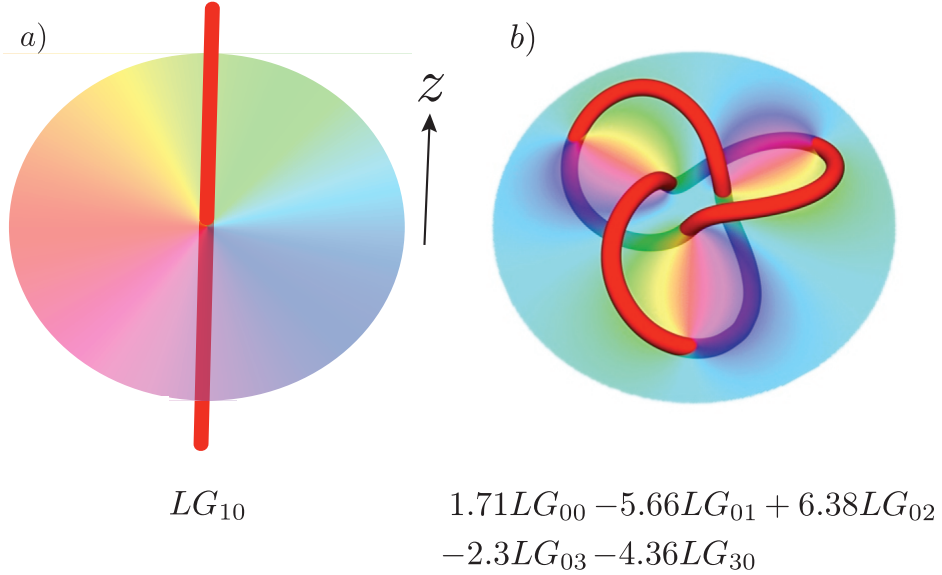 a)
b)
z
LG₁₀
1.71LG₀₀ −5.66LG₀₁ + 6.38LG₀₂
−2.3LG₀₃ −4.36LG₃₀